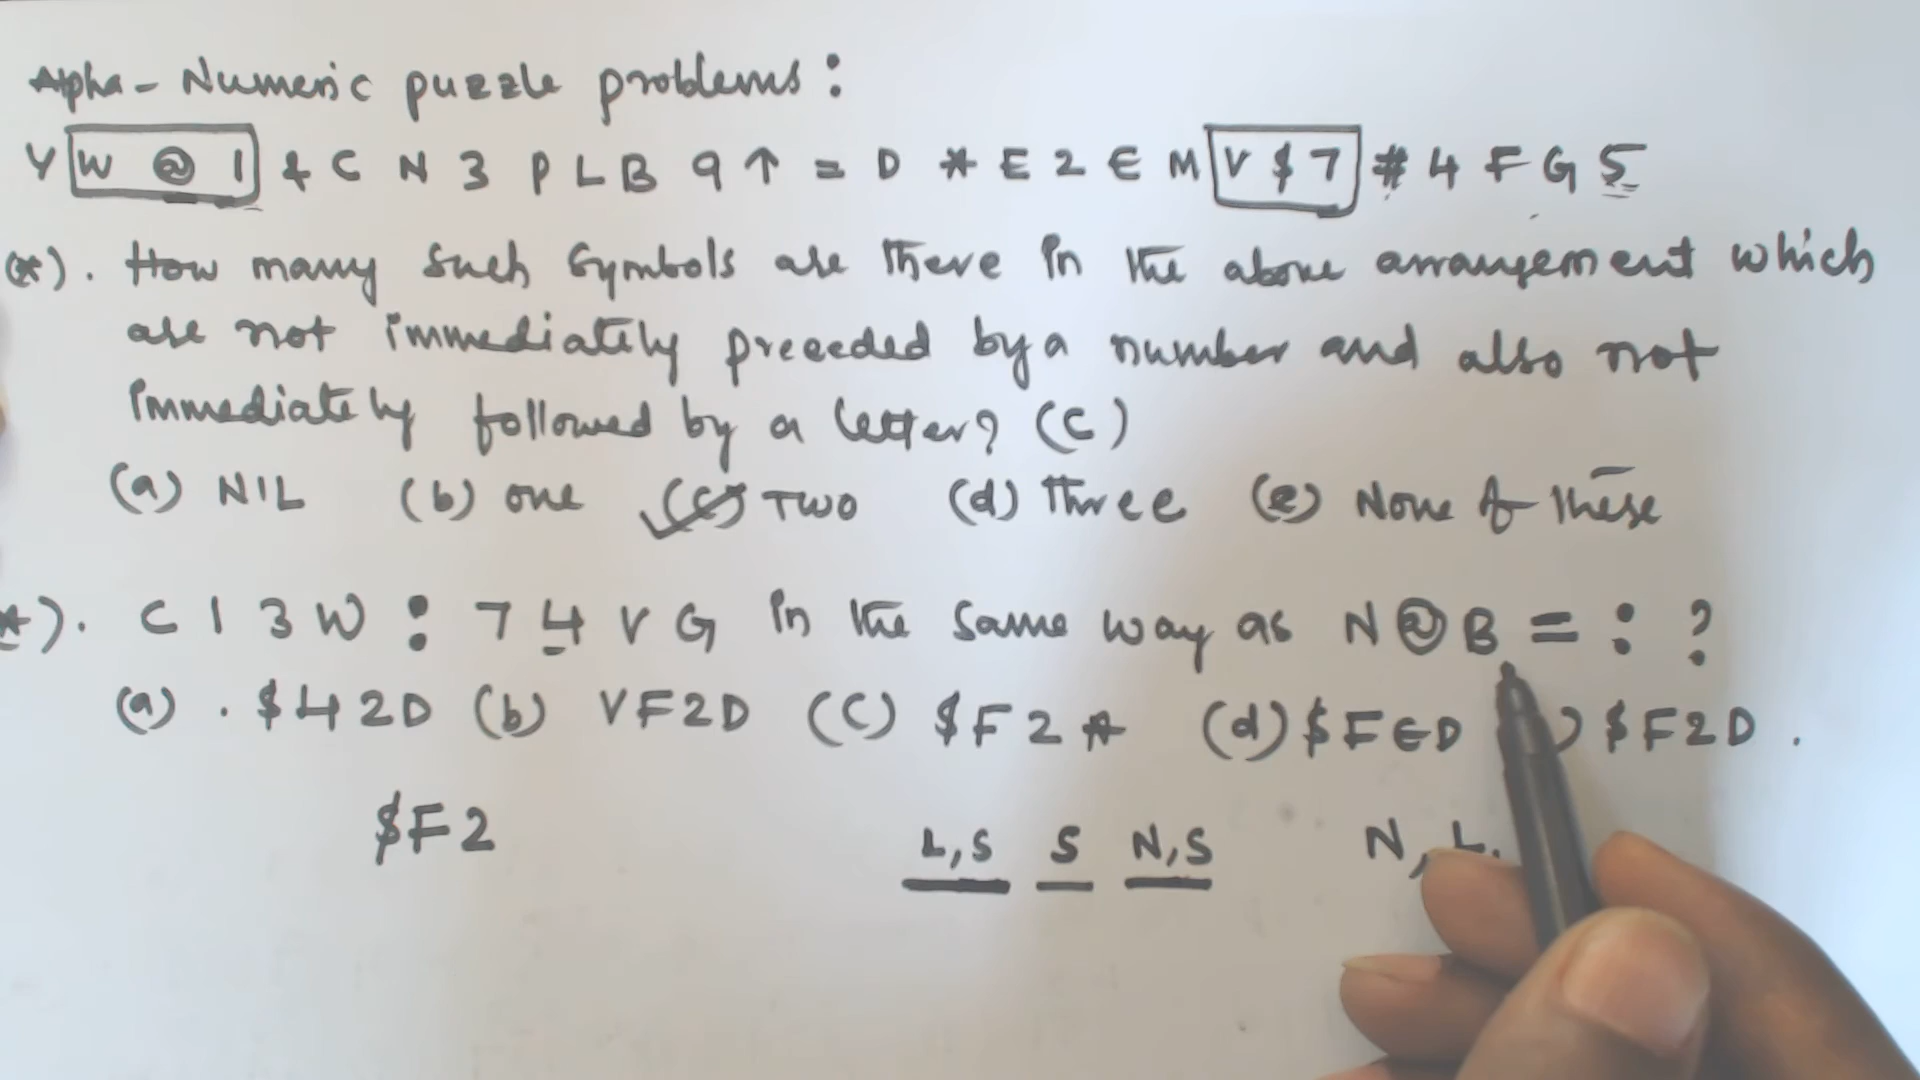 Alpha - Numeric puzzle problems :
Y W @ 1 & C N 3 P L B 9 ↑ = D * E 2 € M V $ 7 # 4 F G 5
(*). How many such symbols are there in the above arrangement which
are not immediately preceeded by a number and also not
immediately followed by a letter? (C)
(a) NIL (b) one (c) TWO (d) three (e) None of these
*). C 1 3 W : 7 4 V G in the same way as N @ B = : ?
(a) . $ 4 2 D (b) V F 2 D (C) $ F 2 * (d) $ F € D ) $ F 2 D .
$ F 2 L, S S N, S N, L.